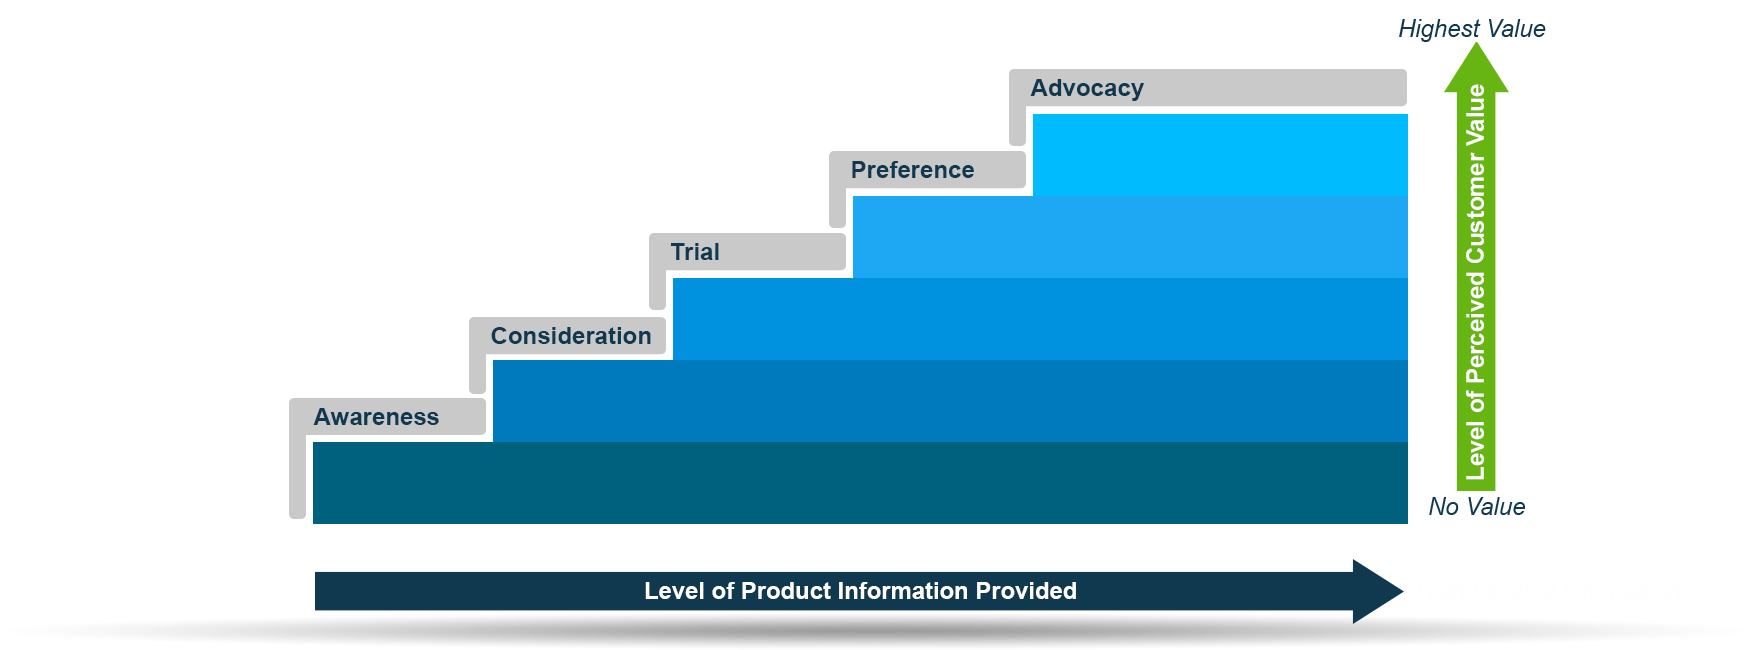 Highest Value
Advocacy
Preference
Trial
Consideration
Awareness
Level of Perceived Customer Value
No Value
Level of Product Information Provided